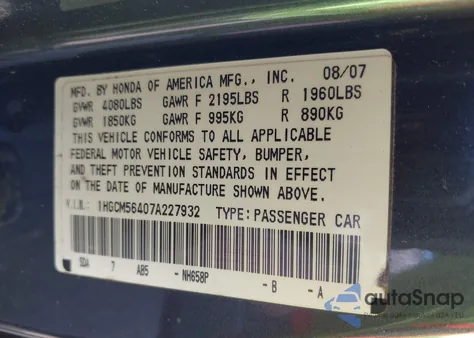 MFD. BY HONDA OF AMERICA MFG., INC. 08/07
GVWR 4080LBS GAWR F 2195LBS R 1960LBS
GVWR 1850KG GAWR F 995KG R 890KG
THIS VEHICLE CONFORMS TO ALL APPLICABLE
FEDERAL MOTOR VEHICLE SAFETY, BUMPER,
AND THEFT PREVENTION STANDARDS IN EFFECT
ON THE DATE OF MANUFACTURE SHOWN ABOVE.
V.I.N.: 1HGCM56407A227932 TYPE: PASSENGER CAR
SDA 7 AB5 - NH658P - B - A
autoSnap